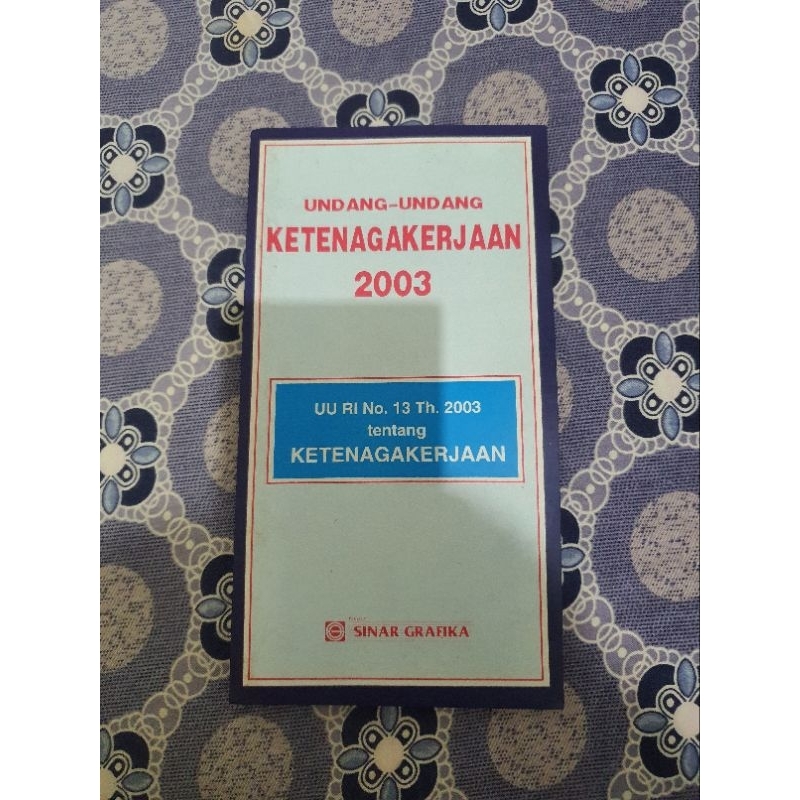 UNDANG-UNDANG
KETENAGAKERJAAN
2003
UU RI No. 13 Th. 2003
tentang
KETENAGAKERJAAN
SINAR GRAFIKA